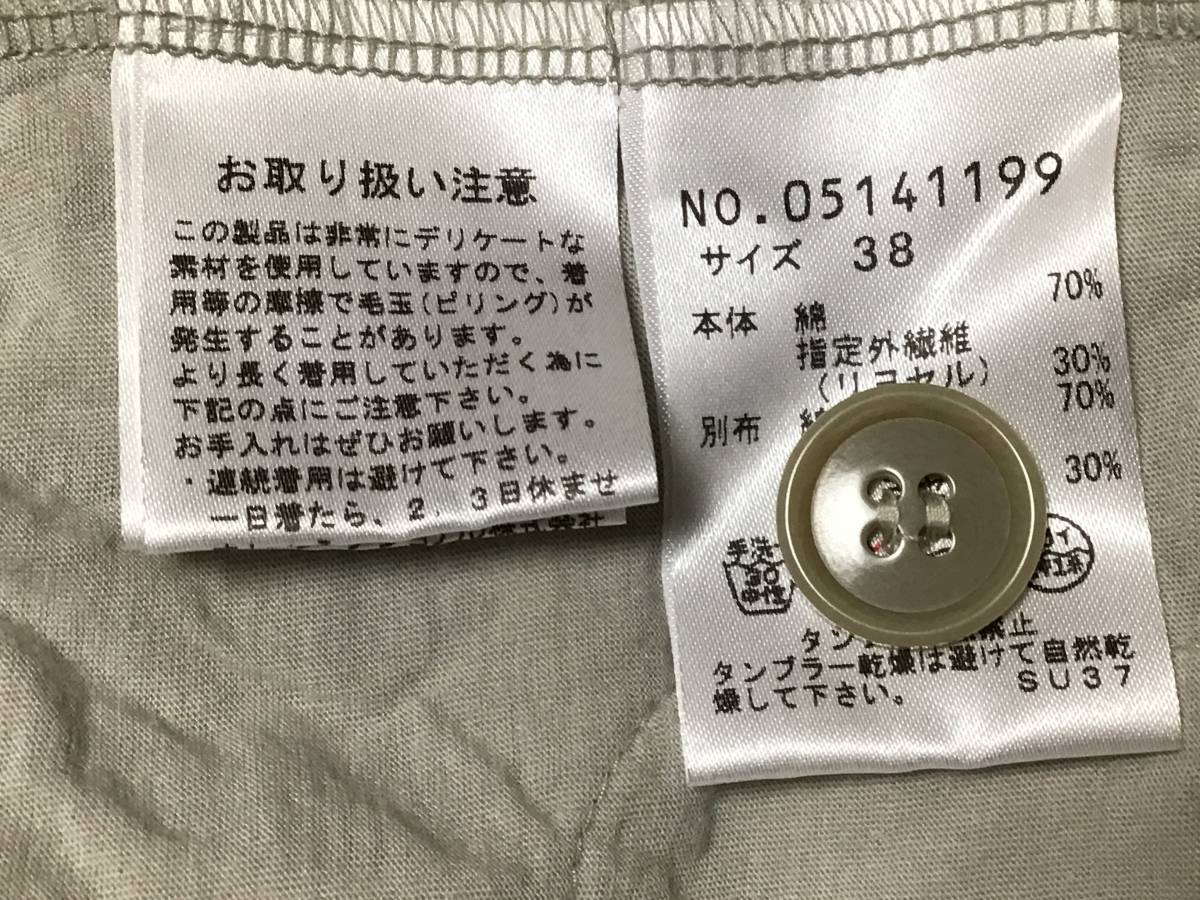 お取り扱い注意
この製品は非常にデリケートな
素材を使用していますので、着
用等の摩擦で毛玉(ピリング)が
発生することがあります。
より長く着用していただく為に
下記の点にご注意下さい。
お手入れはぜひお願いします。
・連続着用は避けて下さい。
一日着たら、2，3日休ませ
株式会社
NO.05141199
サイズ 38
70%
本体 綿
指定外繊維
30%
(リヨセル)
70%
別布
30%
手洗
中性
タンブラー乾燥は避けて自然乾
燥して下さい。
SU37